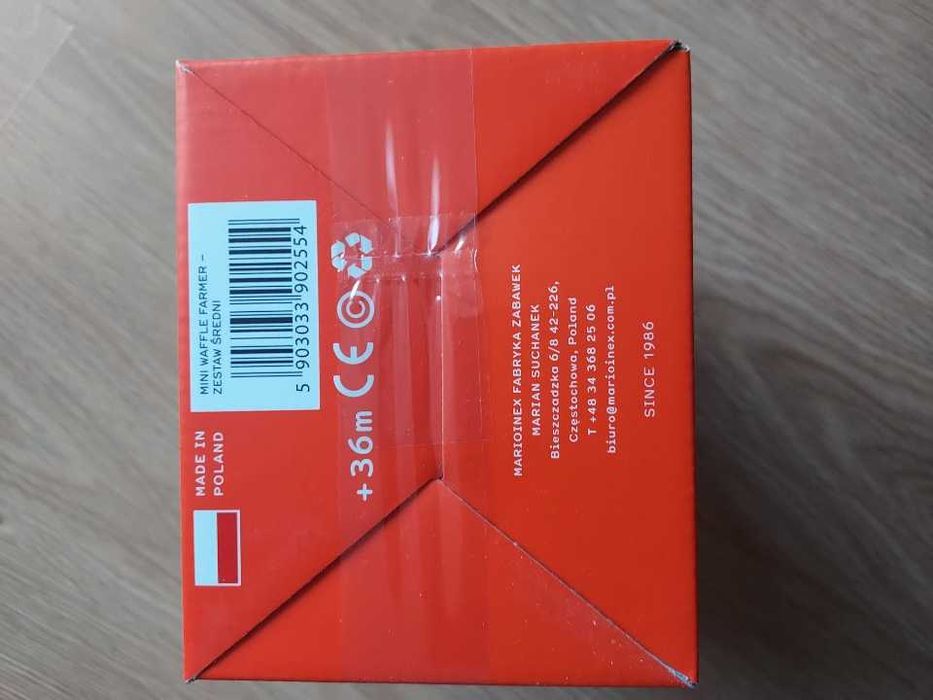 MADE IN
POLAND
MINI WAFFLE FARMER –
ZESTAW ŚREDNI
5 903033 902554
+36m CE ©
MARIOINEX FABRYKA ZABAWEK
MARIAN SUCHANEK
Bieszczadzka 6/8 42-226,
Częstochowa, Poland
T +48 34 368 25 06
biuro@marioinex.com.pl
SINCE 1986